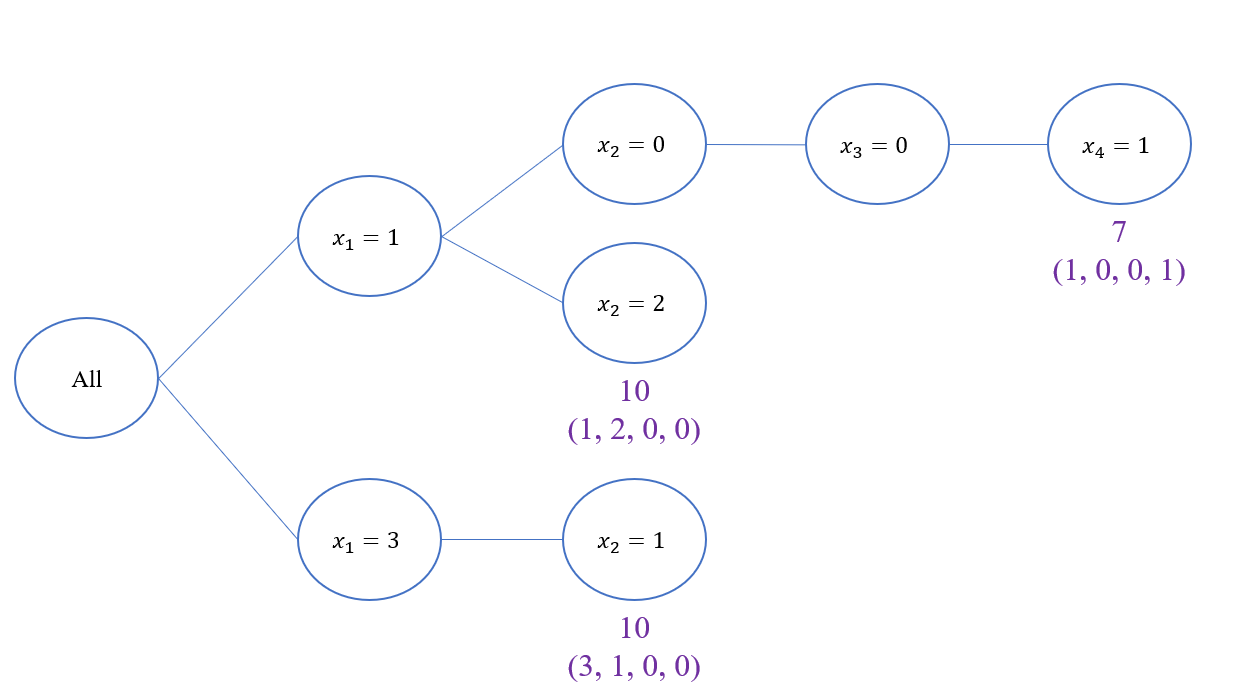 x₂ = 0
x₃ = 0
x₄ = 1
7
(1, 0, 0, 1)
x₁ = 1
x₂ = 2
10
(1, 2, 0, 0)
All
x₁ = 3
x₂ = 1
10
(3, 1, 0, 0)